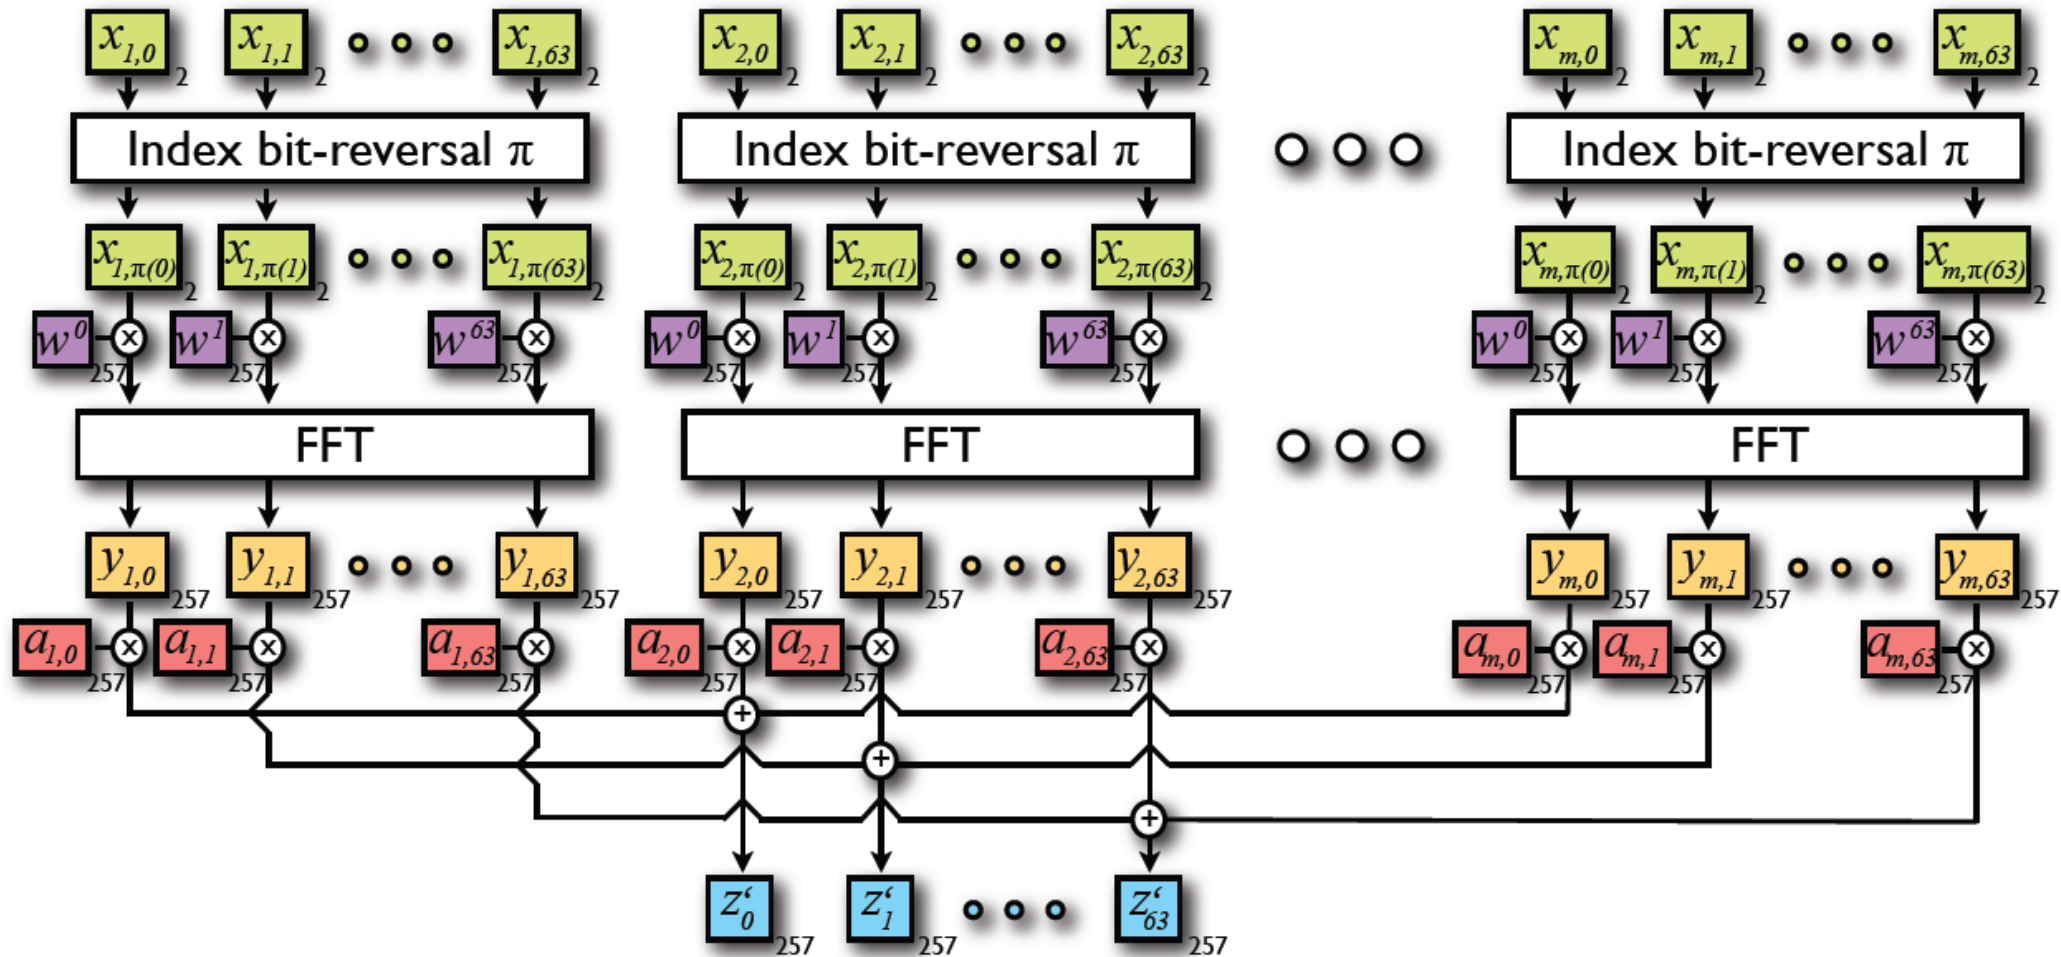 x1,0 2 x1,1 2 x1,63 2 x2,0 2 x2,1 2 x2,63 2 xm,0 2 xm,1 2 xm,63 2
Index bit-reversal π Index bit-reversal π Index bit-reversal π
x1,π(0) 2 x1,π(1) 2 x1,π(63) 2 x2,π(0) 2 x2,π(1) 2 x2,π(63) 2 xm,π(0) 2 xm,π(1) 2 xm,π(63) 2
w0 257 x w1 257 x w63 257 x w0 257 x w1 257 x w63 257 x w0 257 x w1 257 x w63 257 x
FFT FFT FFT
y1,0 257 y1,1 257 y1,63 257 y2,0 257 y2,1 257 y2,63 257 ym,0 257 ym,1 257 ym,63 257
a1,0 257 x a1,1 257 x a1,63 257 x a2,0 257 x a2,1 257 x a2,63 257 x am,0 257 x am,1 257 x am,63 257 x
+
+
+
z‘0 257 z‘1 257 z‘63 257